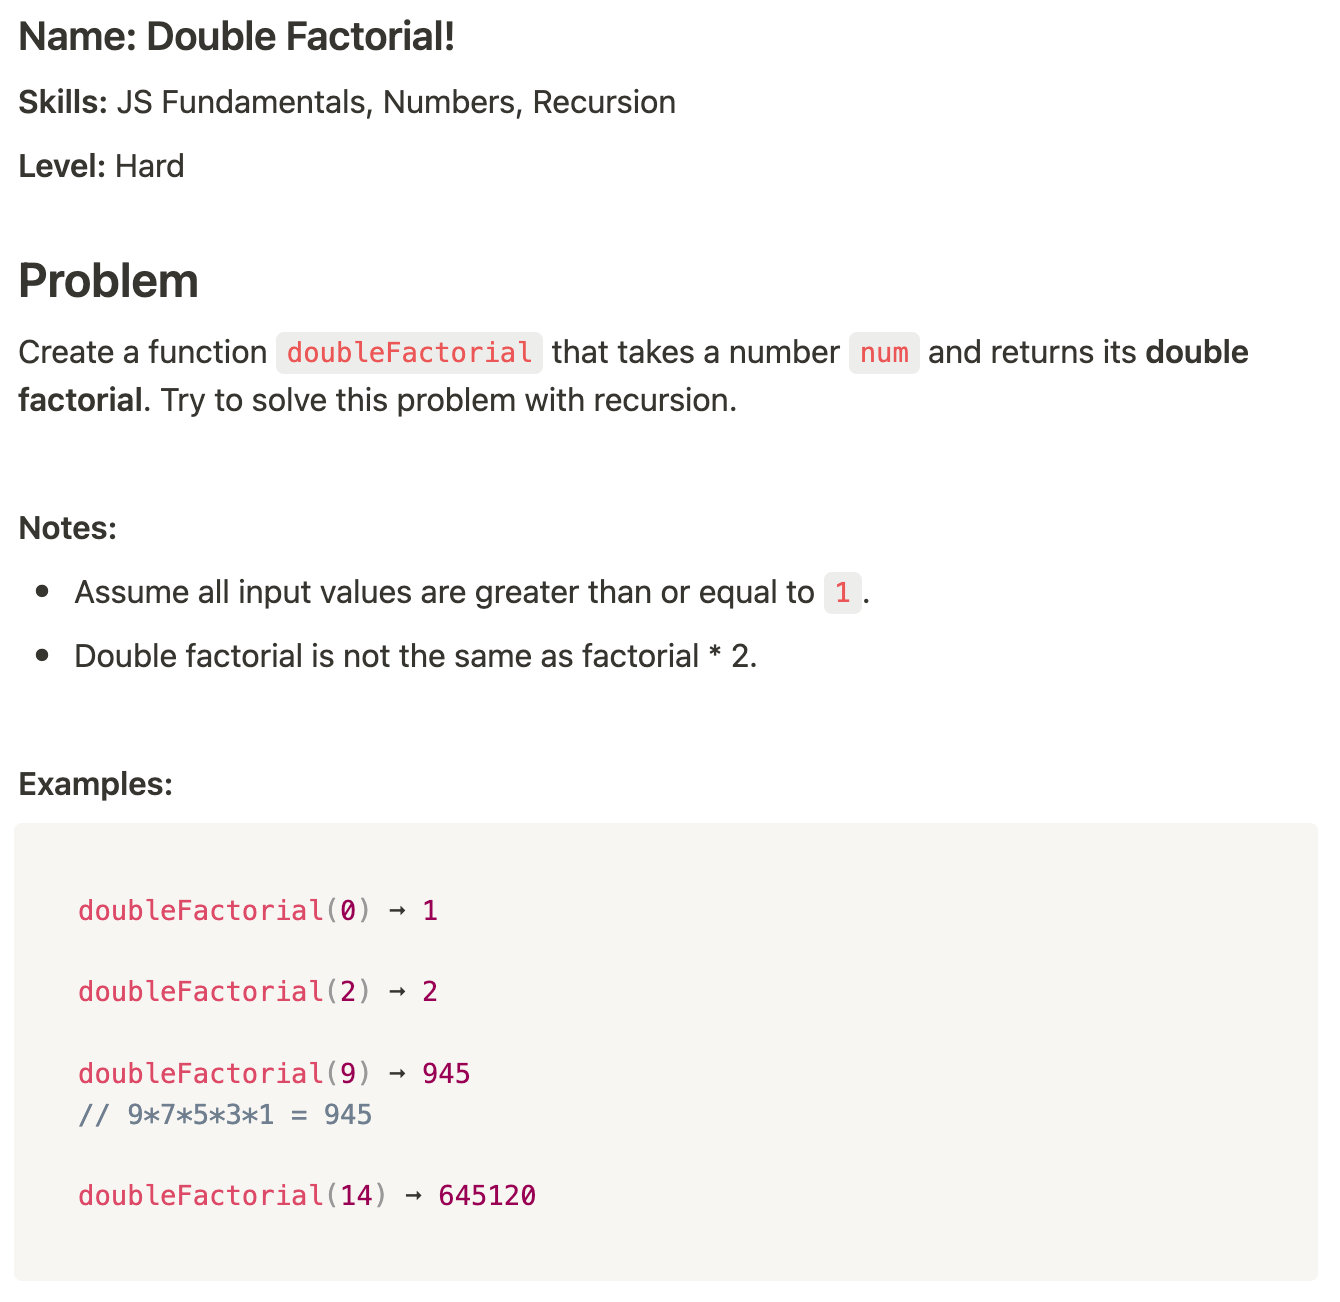 Name: Double Factorial!
Skills: JS Fundamentals, Numbers, Recursion
Level: Hard
Problem
Create a function doubleFactorial that takes a number num and returns its double
factorial. Try to solve this problem with recursion.
Notes:
• Assume all input values are greater than or equal to 1.
• Double factorial is not the same as factorial * 2.
Examples:
doubleFactorial(0) → 1
doubleFactorial(2) → 2
doubleFactorial(9) → 945
// 9*7*5*3*1 = 945
doubleFactorial(14) → 645120